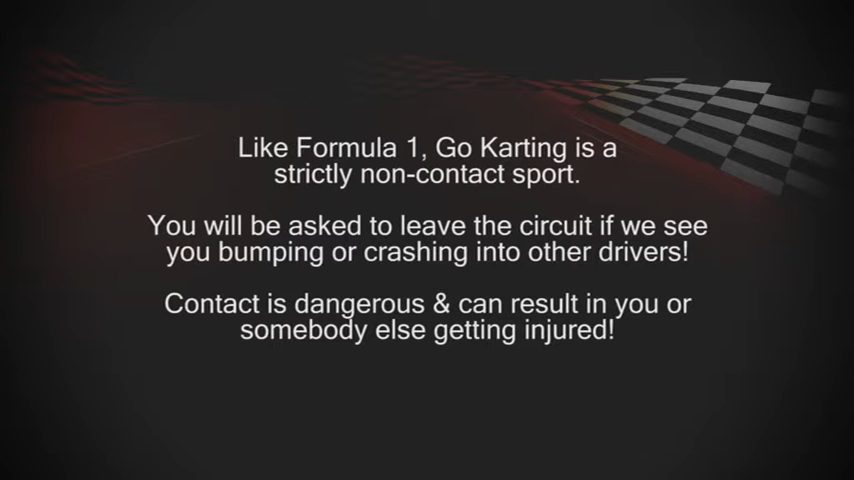 Like Formula 1, Go Karting is a
strictly non-contact sport.
You will be asked to leave the circuit if we see
you bumping or crashing into other drivers!
Contact is dangerous & can result in you or
somebody else getting injured!